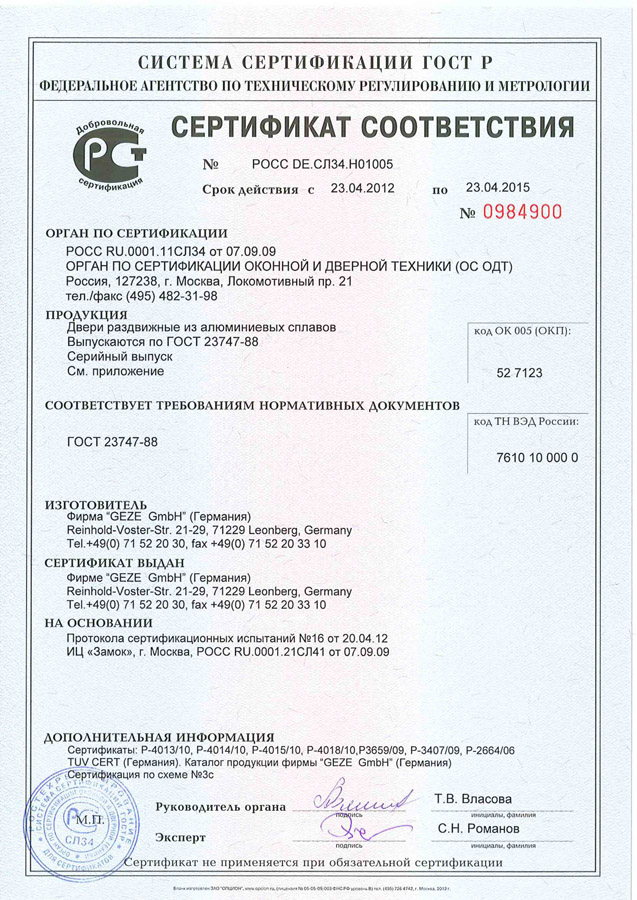 СИСТЕМА СЕРТИФИКАЦИИ ГОСТ Р
ФЕДЕРАЛЬНОЕ АГЕНТСТВО ПО ТЕХНИЧЕСКОМУ РЕГУЛИРОВАНИЮ И МЕТРОЛОГИИ
Добровольная
РСТ
сертификация
СЕРТИФИКАТ СООТВЕТСТВИЯ
№ РОСС DE.СЛ34.Н01005
Срок действия с 23.04.2012 по 23.04.2015
№ 0984900
ОРГАН ПО СЕРТИФИКАЦИИ
РОСС RU.0001.11СЛ34 от 07.09.09
ОРГАН ПО СЕРТИФИКАЦИИ ОКОННОЙ И ДВЕРНОЙ ТЕХНИКИ (ОС ОДТ)
Россия, 127238, г. Москва, Локомотивный пр. 21
тел./факс (495) 482-31-98
ПРОДУКЦИЯ
Двери раздвижные из алюминиевых сплавов
Выпускаются по ГОСТ 23747-88
Серийный выпуск
См. приложение
код ОК 005 (ОКП):
52 7123
СООТВЕТСТВУЕТ ТРЕБОВАНИЯМ НОРМАТИВНЫХ ДОКУМЕНТОВ
ГОСТ 23747-88
код ТН ВЭД России:
7610 10 000 0
ИЗГОТОВИТЕЛЬ
Фирма "GEZE GmbH" (Германия)
Reinhold-Voster-Str. 21-29, 71229 Leonberg, Germany
Tel.+49(0) 71 52 20 30, fax +49(0) 71 52 20 33 10
СЕРТИФИКАТ ВЫДАН
Фирме "GEZE GmbH" (Германия)
Reinhold-Voster-Str. 21-29, 71229 Leonberg, Germany
Tel.+49(0) 71 52 20 30, fax +49(0) 71 52 20 33 10
НА ОСНОВАНИИ
Протокола сертификационных испытаний №16 от 20.04.12
ИЦ «Замок», г. Москва, РОСС RU.0001.21СЛ41 от 07.09.09
ДОПОЛНИТЕЛЬНАЯ ИНФОРМАЦИЯ
Сертификаты: Р-4013/10, Р-4014/10, Р-4015/10, Р-4018/10,Р3659/09, Р-3407/09, Р-2664/06
TUV CERT (Германия). Каталог продукции фирмы "GEZE GmbH" (Германия)
Сертификация по схеме №3с
М.П.
СЛ34
ДЛЯ СЕРТИФИКАТОВ
Руководитель органа
подпись
Т.В. Власова
инициалы, фамилия
Эксперт
подпись
С.Н. Романов
инициалы, фамилия
Сертификат не применяется при обязательной сертификации